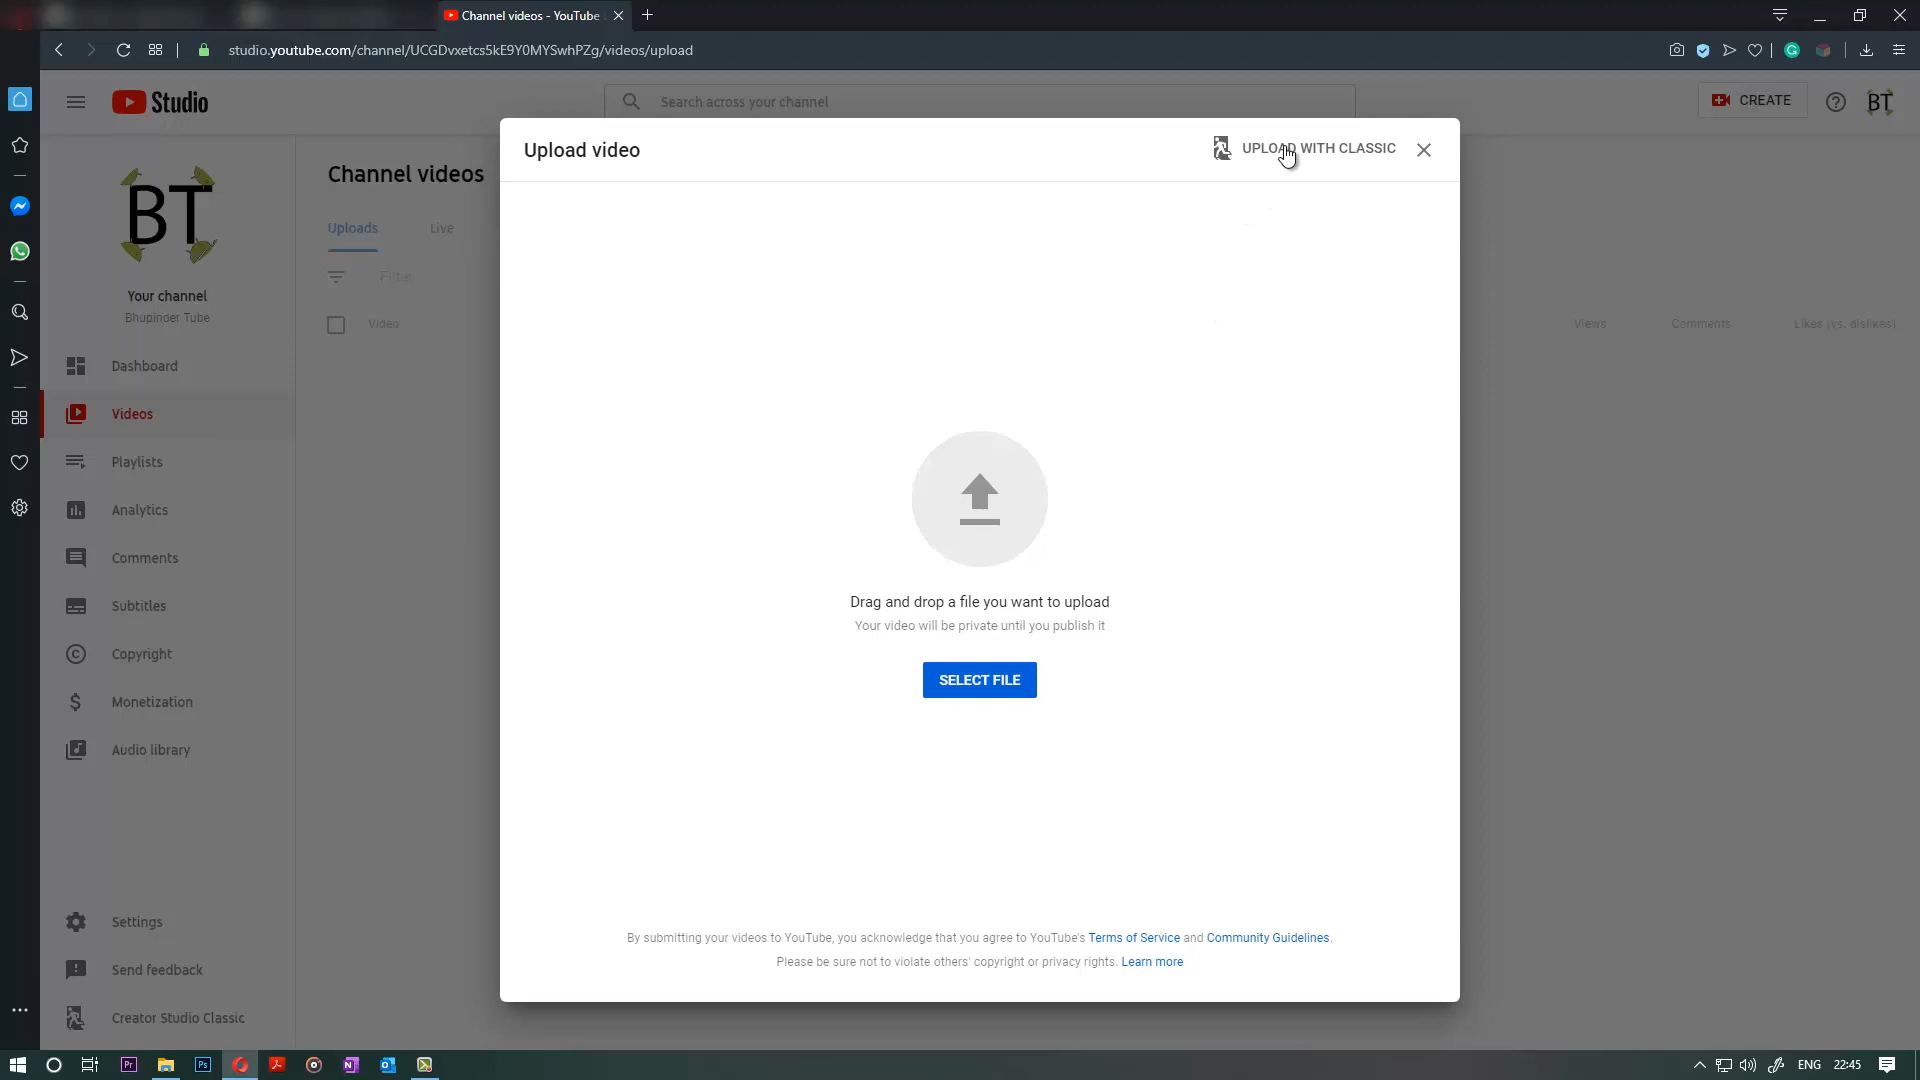 Channel videos - YouTube
studio.youtube.com/channel/UCGDvxetcs5kE9Y0MYSwhPZg/videos/upload
Studio
Search across your channel
CREATE
BT
Upload video
UPLOAD WITH CLASSIC
Channel videos
BT
Uploads
Live
Filter
Your channel
Bhupinder Tube
Video
Views
Comments
Likes (vs. dislikes)
Dashboard
Videos
Playlists
Analytics
Comments
Subtitles
Copyright
Monetization
Audio library
Drag and drop a file you want to upload
Your video will be private until you publish it
SELECT FILE
By submitting your videos to YouTube, you acknowledge that you agree to YouTube's Terms of Service and Community Guidelines.
Please be sure not to violate others' copyright or privacy rights. Learn more
Settings
Send feedback
Creator Studio Classic
Pr
Ps
N
ENG
22:45